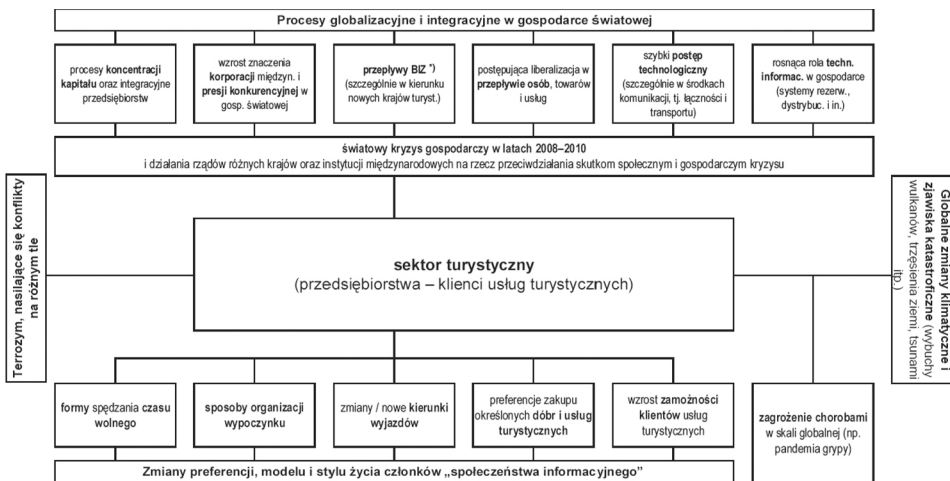 Procesy globalizacyjne i integracyjne w gospodarce światowej
procesy koncentracji
kapitału oraz integracyjne
przedsiębiorstw
wzrost znaczenia
korporacji międzyn. i
presji konkurencyjnej w
gosp. światowej
przepływy BIZ *)
(szczególnie w kierunku
nowych krajów turyst.)
postępująca liberalizacja w
przepływie osób, towarów
i usług
szybki postęp
technologiczny
(szczególnie w środkach
komunikacji, tj. łączności i
transportu)
rosnąca rola techn.
informac. w gospodarce
(systemy rezerw.,
dystrybuc. i in.)
światowy kryzys gospodarczy w latach 2008–2010
i działania rządów różnych krajów oraz instytucji międzynarodowych na rzecz przeciwdziałania skutkom społecznym i gospodarczym kryzysu
Terrozym, nasilające się konflikty
na różnym tle
sektor turystyczny
(przedsiębiorstwa – klienci usług turystycznych)
Globalne zmiany klimatyczne i
zjawiska katastroficzne (wybuchy
wulkanów, trzęsienia ziemi, tsunami
itp.)
formy spędzania czasu
wolnego
sposoby organizacji
wypoczynku
zmiany / nowe kierunki
wyjazdów
preferencje zakupu
określonych dóbr i usług
turystycznych
wzrost zamożności
klientów usług
turystycznych
zagrożenie chorobami
w skali globalnej (np.
pandemia grypy)
Zmiany preferencji, modelu i stylu życia członków „społeczeństwa informacyjnego”